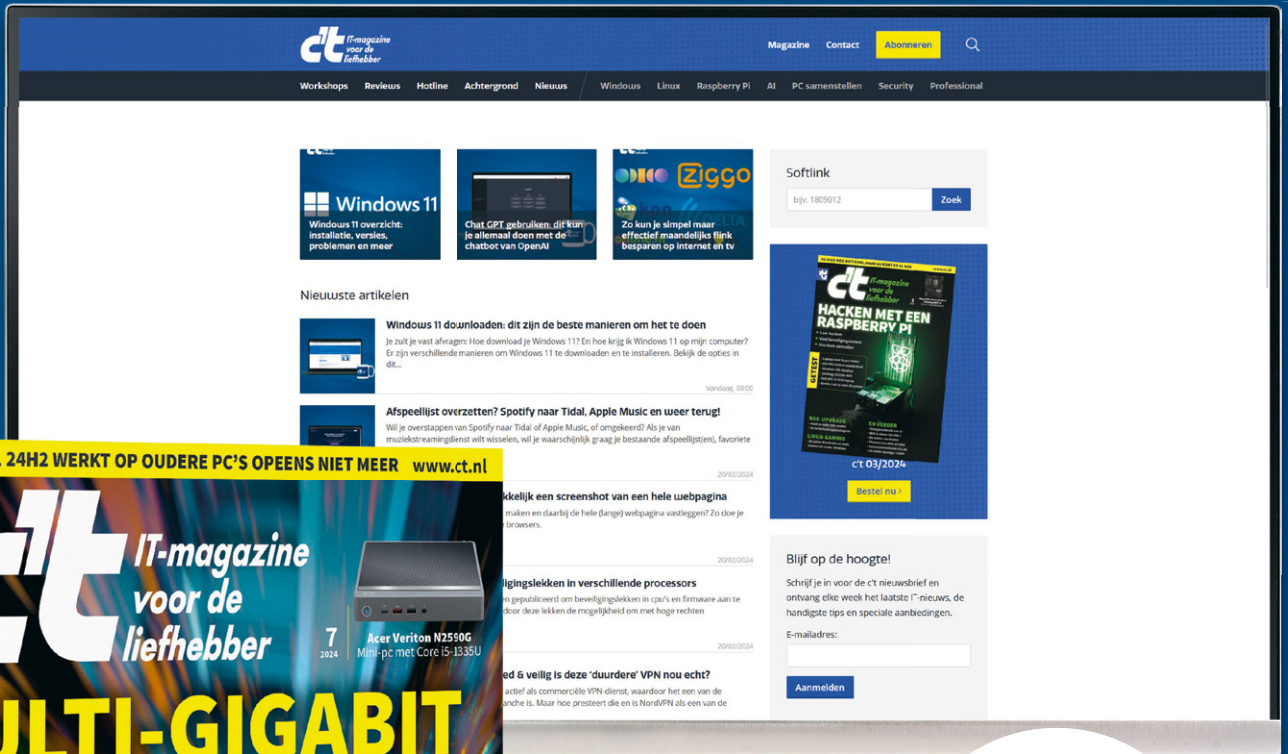 c't IT-magazine
voor de
liefhebber
Magazine Contact Abonneren
Workshops Reviews Hotline Achtergrond Nieuws Windows Linux Raspberry Pi AI PC samenstellen Security Professional
Windows 11
Windows 11 overzicht:
installatie, versies,
problemen en meer
Chat GPT gebruiken: dit kun
je allemaal doen met de
chatbot van OpenAI
Ziggo
DELTA
Zo kun je simpel maar
effectief maandelijks flink
besparen op internet en tv
Softlink
bijv. 1809012 Zoek
Nieuwste artikelen
Windows 11 downloaden: dit zijn de beste manieren om het te doen
Je zult je vast afvragen: Hoe download je Windows 11? En hoe krijg ik Windows 11 op mijn computer?
Er zijn verschillende manieren om Windows 11 te downloaden en te installeren. Bekijk de opties in
dit...
Vandaag, 08:00
Afspeellijst overzetten? Spotify naar Tidal, Apple Music en weer terug!
Wil je overstappen van Spotify naar Tidal of Apple Music, of omgekeerd? Als je van
muziekstreamingdienst wilt wisselen, wil je waarschijnlijk graag je bestaande afspeellijst(en), favoriete
20/02/2024
kkelijk een screenshot van een hele webpagina
maken en daarbij de hele (lange) webpagina vastleggen? Zo doe je
browsers.
20/02/2024
ligingslekken in verschillende processors
en gepubliceerd om beveiligingslekken in cpu's en firmware aan te
door deze lekken de mogelijkheid om met hoge rechten
20/02/2024
ed & veilig is deze 'duurdere' VPN nou echt?
actief als commerciële VPN-dienst, waardoor het een van de
anche is. Maar hoe presteert die en is NordVPN als een van de
www.ct.nl
c't IT-magazine
voor de
liefhebber
HACKEN MET EEN
RASPBERRY PI
GETEST
NAS-UPGRADE
LINUX-GAMING
EN VERDER
c't 03/2024
Bestel nu >
Blijf op de hoogte!
Schrijf je in voor de c't nieuwsbrief en
ontvang elke week het laatste IT-nieuws, de
handigste tips en speciale aanbiedingen.
E-mailadres:
Aanmelden
24H2 WERKT OP OUDERE PC'S OPEENS NIET MEER www.ct.nl
c't IT-magazine
voor de
liefhebber
7
2024
Acer Veriton N2590G
Mini-pc met Core i5-1335U
ULTI-GIGABIT